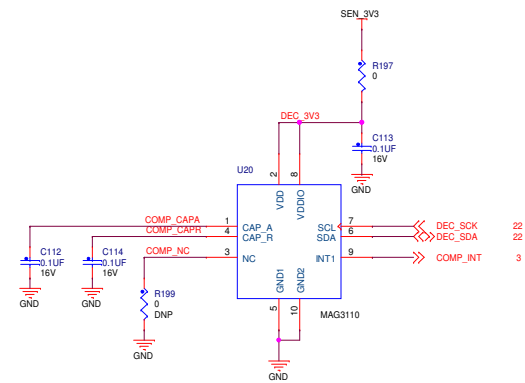 SEN_3V3
R197
0
DEC_3V3
C113
0.1UF
16V
GND
U20
2
8
VDD
VDDIO
COMP_CAPA
1
CAP_A
SCL
7
DEC_SCK
22
COMP_CAPR
4
CAP_R
SDA
6
DEC_SDA
22
COMP_NC
3
NC
INT1
9
COMP_INT
3
C112
0.1UF
16V
GND
C114
0.1UF
16V
GND
R199
0
DNP
GND
GND1
GND2
5
10
MAG3110
GND